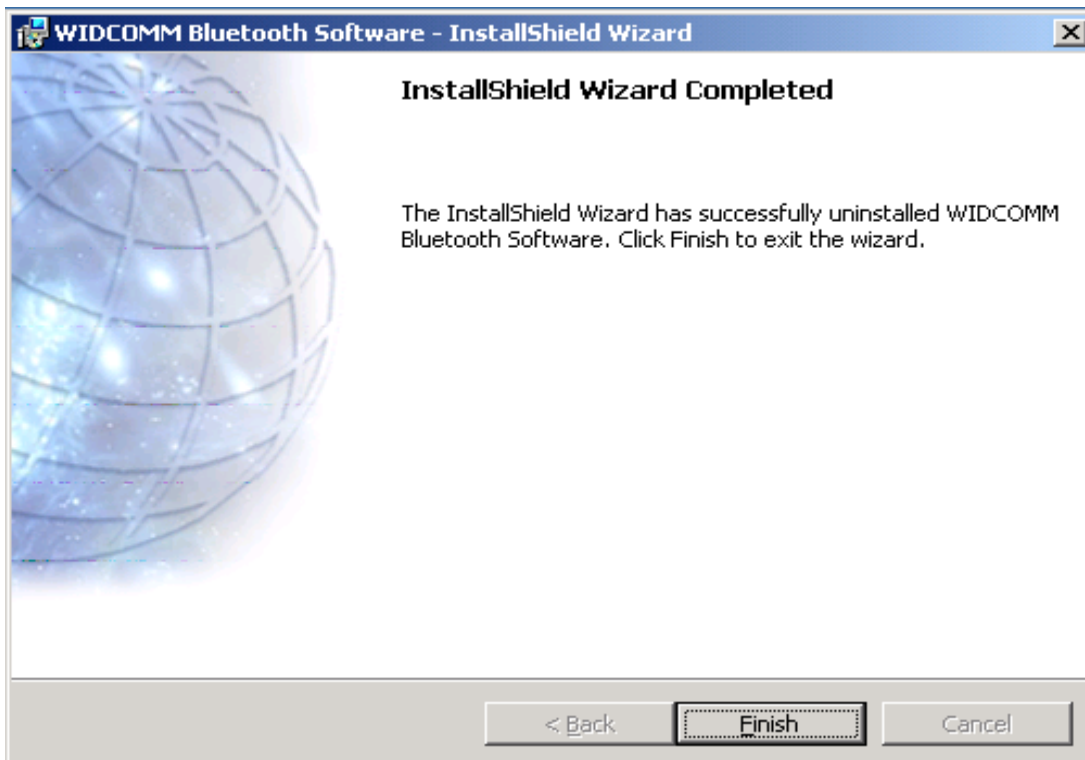 WIDCOMM Bluetooth Software - InstallShield Wizard
InstallShield Wizard Completed
The InstallShield Wizard has successfully uninstalled WIDCOMM
Bluetooth Software. Click Finish to exit the wizard.
< Back
Finish
Cancel